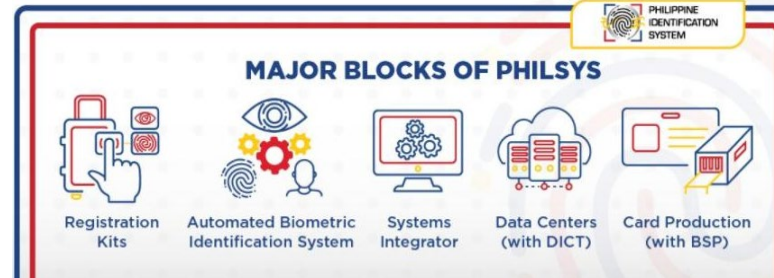 PHILIPPINE
IDENTIFICATION
SYSTEM
MAJOR BLOCKS OF PHILSYS
Registration
Kits
Automated Biometric
Identification System
Systems
Integrator
Data Centers
(with DICT)
Card Production
(with BSP)